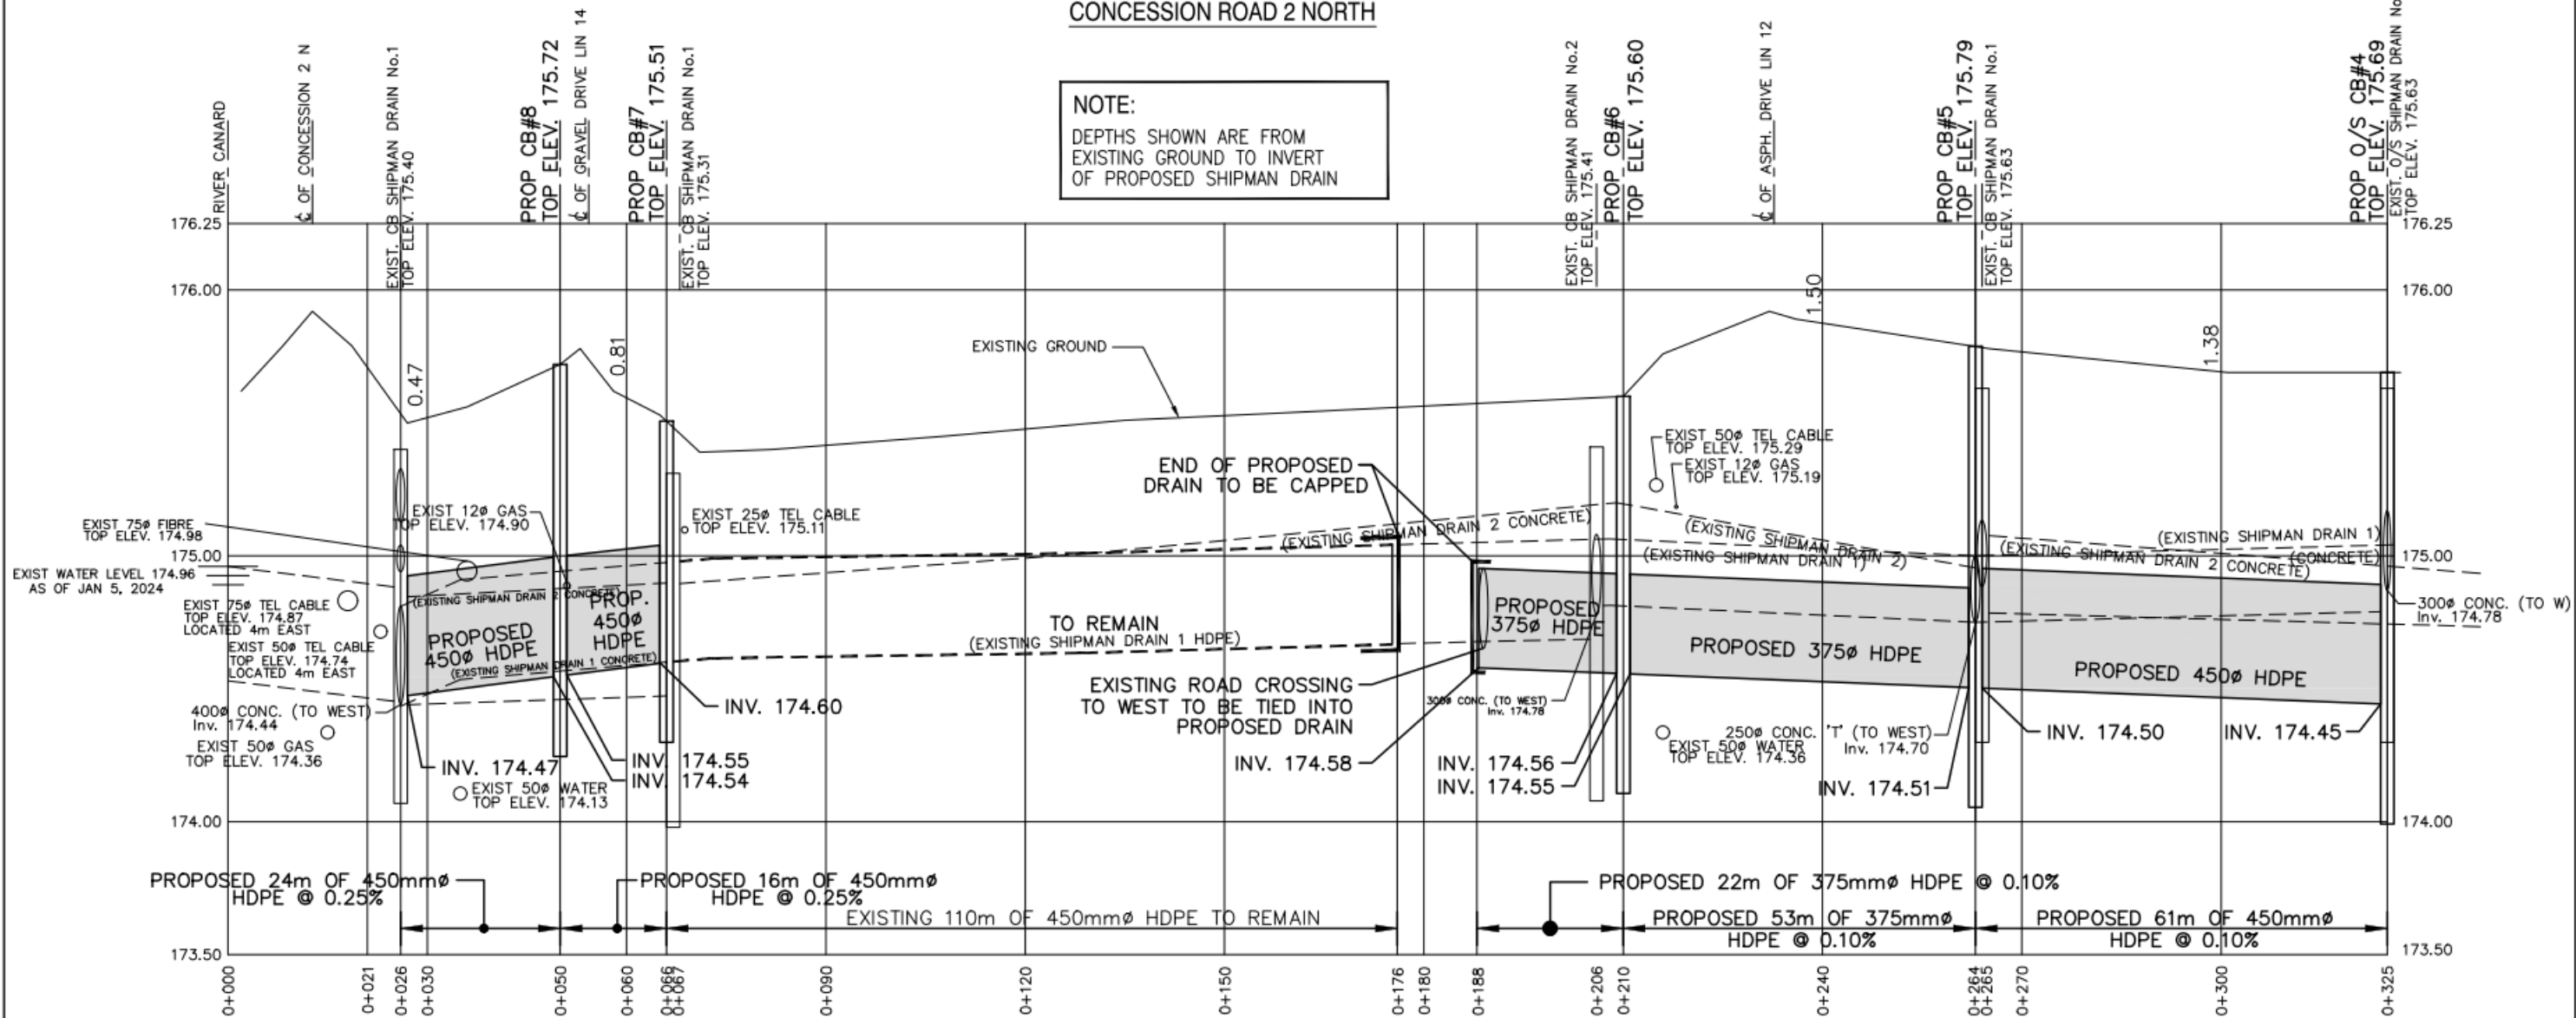 CONCESSION ROAD 2 NORTH
RIVER CANARD
℄ OF CONCESSION 2 N
EXIST. CB SHIPMAN DRAIN No.1
TOP ELEV. 175.40
PROP CB#8
TOP ELEV. 175.72
℄ OF GRAVEL DRIVE LIN 14
PROP CB#7
TOP ELEV. 175.51
EXIST. CB SHIPMAN DRAIN No.1
TOP ELEV. 175.31
NOTE:
DEPTHS SHOWN ARE FROM
EXISTING GROUND TO INVERT
OF PROPOSED SHIPMAN DRAIN
EXIST. CB SHIPMAN DRAIN No.2
TOP ELEV. 175.41
PROP CB#6
TOP ELEV. 175.60
℄ OF ASPH. DRIVE LIN 12
PROP CB#5
TOP ELEV. 175.79
EXIST. CB SHIPMAN DRAIN No.1
TOP ELEV. 175.63
PROP O/S CB#4
TOP ELEV. 175.69
EXIST. O/S SHIPMAN DRAIN No
TOP ELEV. 175.63
176.25
176.25
176.00
176.00
0.47
0.81
1.50
1.38
EXISTING GROUND
EXIST 50ø TEL CABLE
TOP ELEV. 175.29
EXIST 12ø GAS
TOP ELEV. 175.19
END OF PROPOSED
DRAIN TO BE CAPPED
EXIST 75ø FIBRE
TOP ELEV. 174.98
EXIST 12ø GAS
TOP ELEV. 174.90
EXIST 25ø TEL CABLE
TOP ELEV. 175.11
(EXISTING SHIPMAN DRAIN 2 CONCRETE)
(EXISTING SHIPMAN DRAIN 2)
(EXISTING SHIPMAN DRAIN 1)
(EXISTING SHIPMAN DRAIN 1)
(CONCRETE)
(EXISTING SHIPMAN DRAIN 2 CONCRETE)
175.00
175.00
EXIST WATER LEVEL 174.96
AS OF JAN 5, 2024
EXIST 75ø TEL CABLE
TOP ELEV. 174.87
LOCATED 4m EAST
EXIST 50ø TEL CABLE
TOP ELEV. 174.74
LOCATED 4m EAST
(EXISTING SHIPMAN DRAIN 2 CONCRETE)
PROPOSED
450ø HDPE
PROP.
450ø
HDPE
(EXISTING SHIPMAN DRAIN 1 CONCRETE)
TO REMAIN
(EXISTING SHIPMAN DRAIN 1 HDPE)
PROPOSED
375ø HDPE
PROPOSED 375ø HDPE
PROPOSED 450ø HDPE
300ø CONC. (TO W)
Inv. 174.78
400ø CONC. (TO WEST)
Inv. 174.44
EXIST 50ø GAS
TOP ELEV. 174.36
INV. 174.60
EXISTING ROAD CROSSING
TO WEST TO BE TIED INTO
PROPOSED DRAIN
300ø CONC. (TO WEST)
Inv. 174.78
250ø CONC. 'T' (TO WEST)
Inv. 174.70
EXIST 50ø WATER
TOP ELEV. 174.36
INV. 174.50
INV. 174.45
INV. 174.47
INV. 174.55
INV. 174.54
EXIST 50ø WATER
TOP ELEV. 174.13
INV. 174.58
INV. 174.56
INV. 174.55
INV. 174.51
174.00
174.00
PROPOSED 24m OF 450mmø
HDPE @ 0.25%
PROPOSED 16m OF 450mmø
HDPE @ 0.25%
EXISTING 110m OF 450mmø HDPE TO REMAIN
PROPOSED 22m OF 375mmø HDPE @ 0.10%
PROPOSED 53m OF 375mmø
HDPE @ 0.10%
PROPOSED 61m OF 450mmø
HDPE @ 0.10%
173.50
173.50
0+000
0+021
0+026
0+030
0+050
0+060
0+066
0+067
0+090
0+120
0+150
0+176
0+180
0+188
0+206
0+210
0+240
0+264
0+265
0+270
0+300
0+325